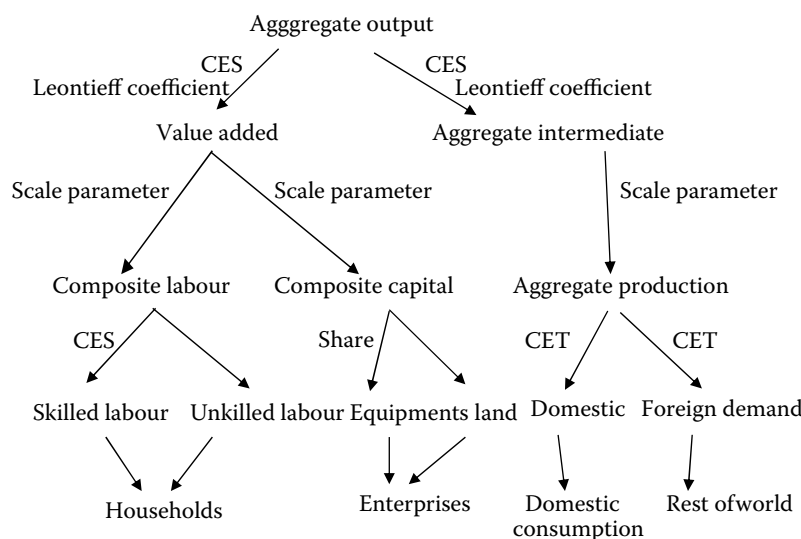 Agggregate output
CES
CES
Leontieff coefficient
Leontieff coefficient
Value added
Aggregate intermediate
Scale parameter
Scale parameter
Scale parameter
Composite labour
Composite capital
Aggregate production
CES
Share
CET
CET
Skilled labour
Unkilled labour
Equipments land
Domestic
Foreign demand
Households
Enterprises
Domestic
consumption
Rest of world